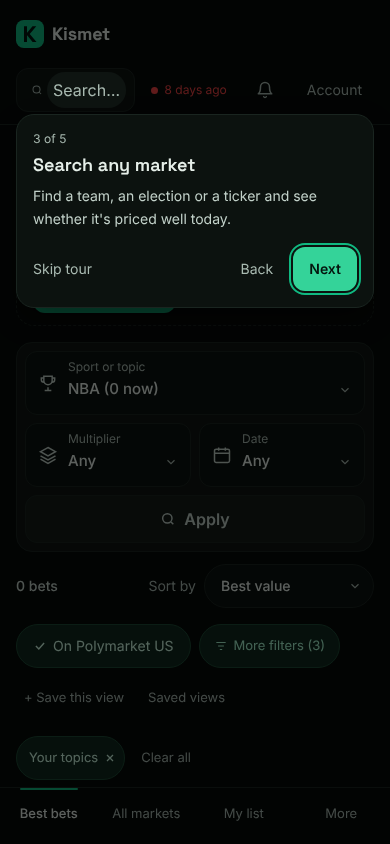 Kismet
Search...
8 days ago
Account
3 of 5
Search any market
Find a team, an election or a ticker and see
whether it's priced well today.
Skip tour
Back
Next
Sport or topic
NBA (0 now)
Multiplier
Any
Date
Any
Apply
0 bets
Sort by
Best value
On Polymarket US
More filters (3)
+ Save this view
Saved views
Your topics ×
Clear all
Best bets
All markets
My list
More